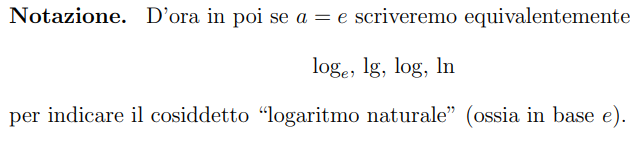 Notazione. D'ora in poi se a = e scriveremo equivalentemente
logₑ, lg, log, ln
per indicare il cosiddetto “logaritmo naturale” (ossia in base e).